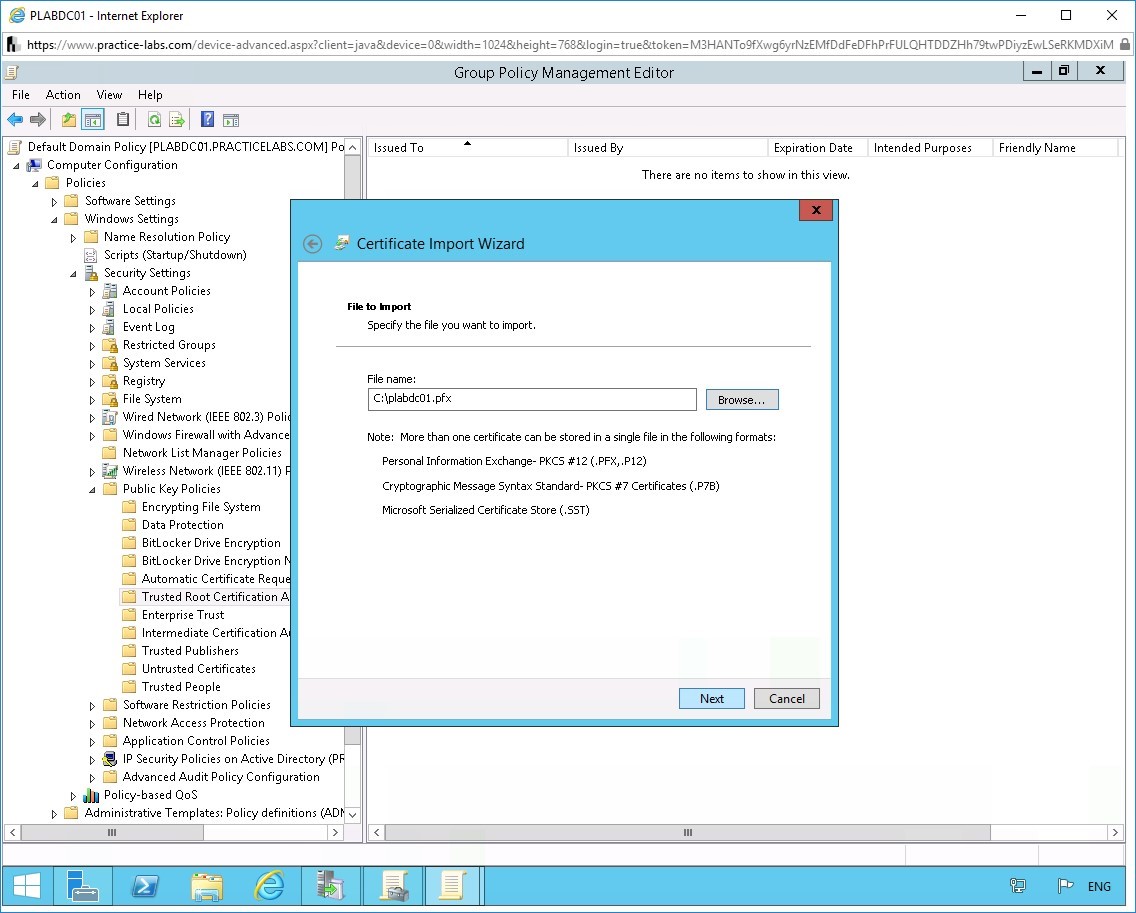 PLABDC01 - Internet Explorer
https://www.practice-labs.com/device-advanced.aspx?client=java&device=0&width=1024&height=768&login=true&token=M3HANTo9fXwg6yrNzEMfDdFeDFhPrFULQHTDDZHh79twPDiyzEwLSeRKMDXiM
Group Policy Management Editor
File Action View Help
Default Domain Policy [PLABDC01.PRACTICELABS.COM] Po
Computer Configuration
Policies
Software Settings
Windows Settings
Name Resolution Policy
Scripts (Startup/Shutdown)
Security Settings
Account Policies
Local Policies
Event Log
Restricted Groups
System Services
Registry
File System
Wired Network (IEEE 802.3) Polic
Windows Firewall with Advance
Network List Manager Policies
Wireless Network (IEEE 802.11) P
Public Key Policies
Encrypting File System
Data Protection
BitLocker Drive Encryption
BitLocker Drive Encryption N
Automatic Certificate Reque
Trusted Root Certification A
Enterprise Trust
Intermediate Certification Au
Trusted Publishers
Untrusted Certificates
Trusted People
Software Restriction Policies
Network Access Protection
Application Control Policies
IP Security Policies on Active Directory (PR
Advanced Audit Policy Configuration
Policy-based QoS
Administrative Templates: Policy definitions (ADM
Issued To Issued By Expiration Date Intended Purposes Friendly Name
There are no items to show in this view.
Certificate Import Wizard
File to Import
Specify the file you want to import.
File name:
C:\plabdc01.pfx
Browse...
Note: More than one certificate can be stored in a single file in the following formats:
Personal Information Exchange- PKCS #12 (.PFX,.P12)
Cryptographic Message Syntax Standard- PKCS #7 Certificates (.P7B)
Microsoft Serialized Certificate Store (.SST)
Next Cancel
ENG